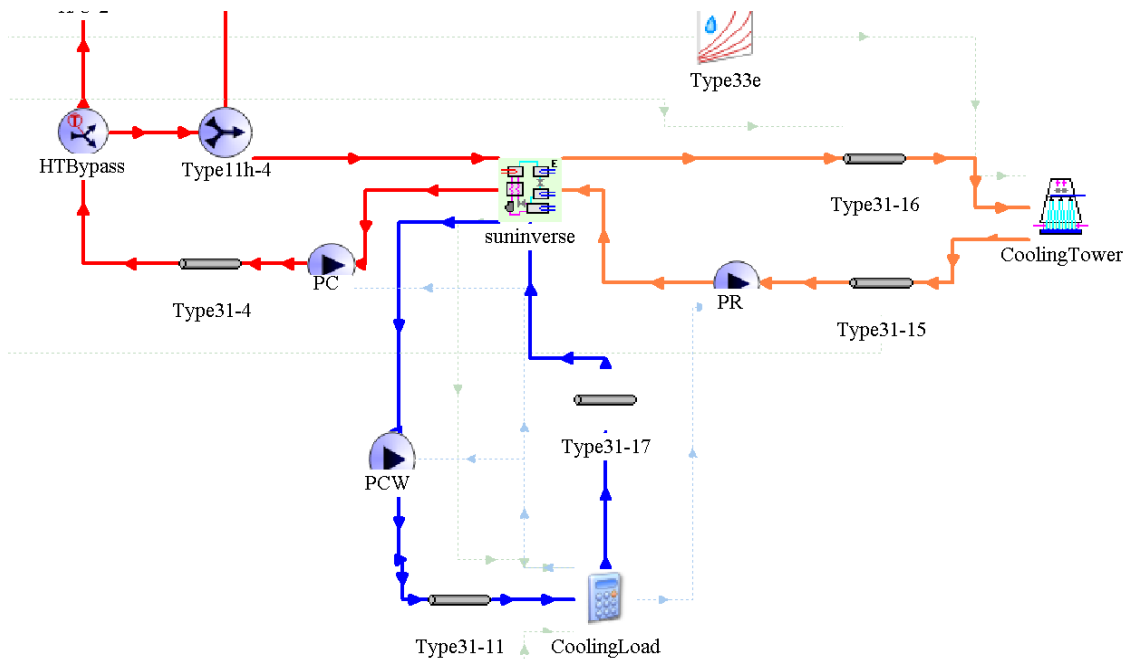 Type33e
HTBypass
Type11h-4
Type31-16
suninverse
CoolingTower
Type31-4
PC
PR
Type31-15
Type31-17
PCW
Type31-11
CoolingLoad